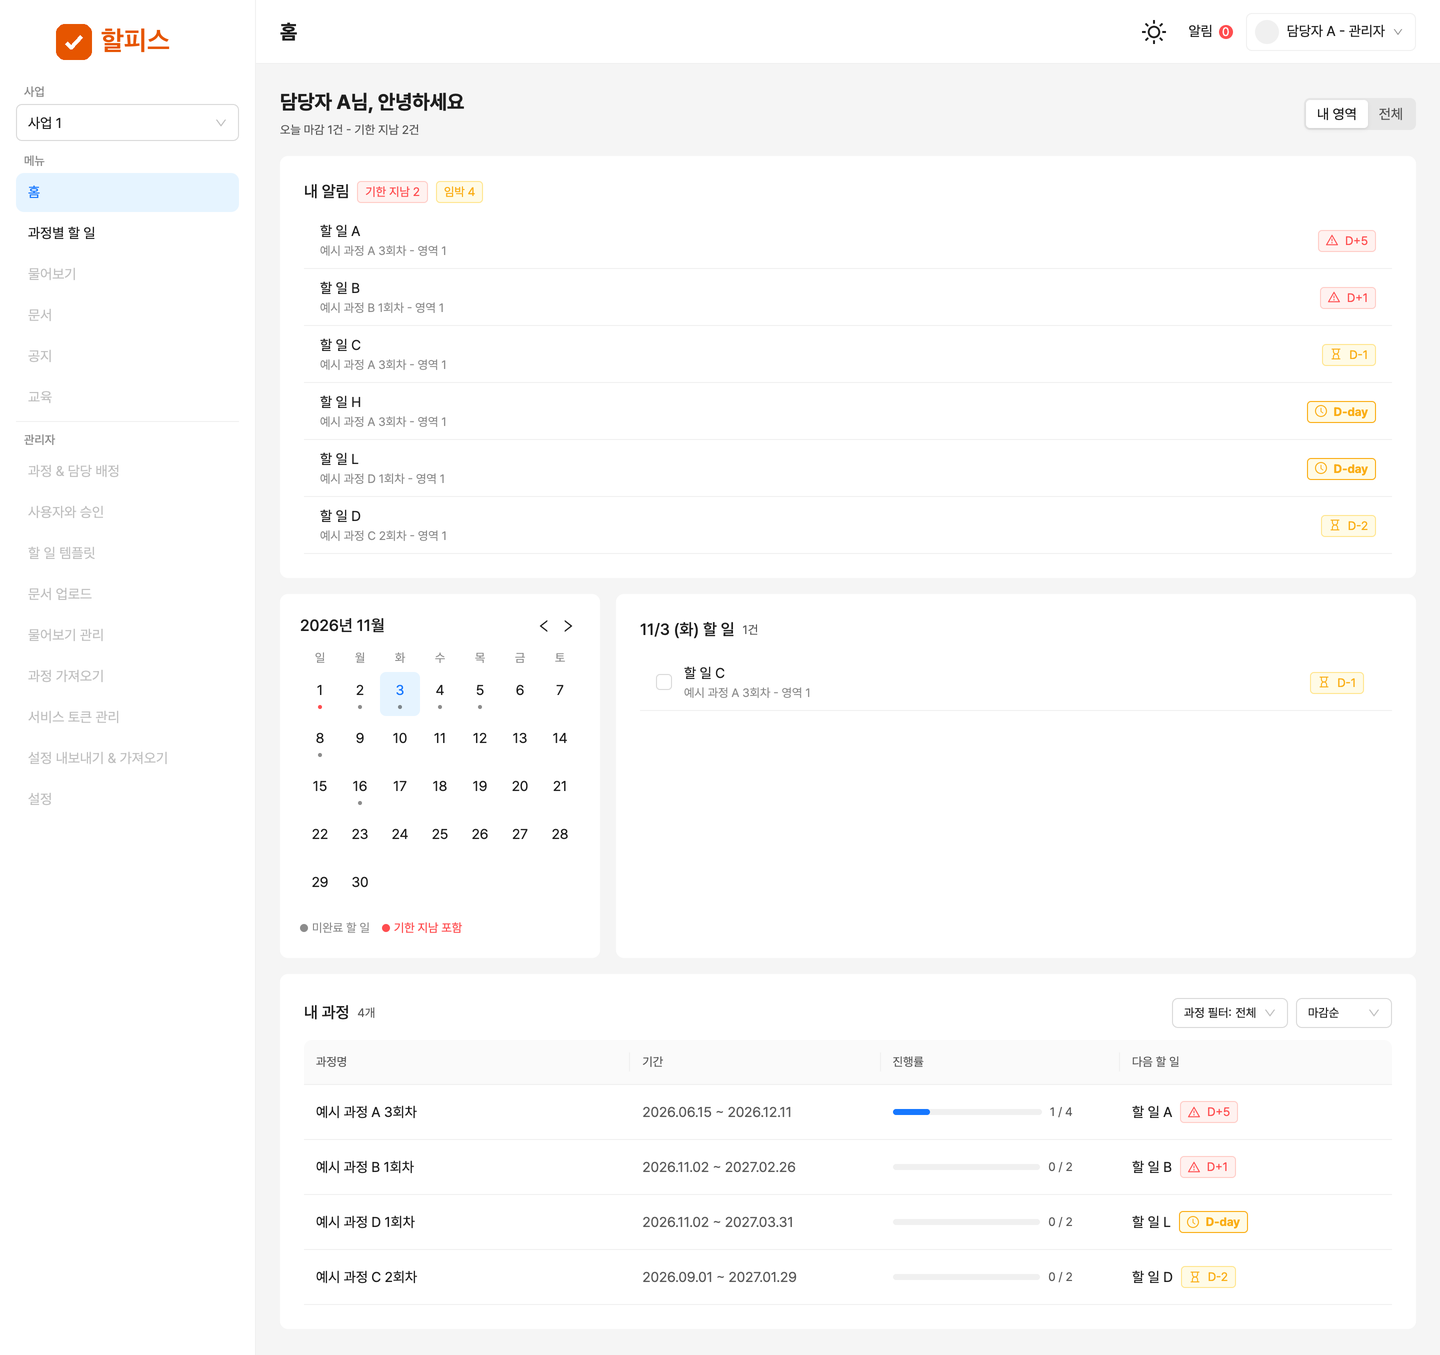 할피스
사업
사업 1
메뉴
홈
과정별 할 일
물어보기
문서
공지
교육
관리자
과정 & 담당 배정
사용자와 승인
할 일 템플릿
문서 업로드
물어보기 관리
과정 가져오기
서비스 토큰 관리
설정 내보내기 & 가져오기
설정
홈
알림 0
담당자 A - 관리자
담당자 A님, 안녕하세요
오늘 마감 1건 - 기한 지남 2건
내 영역 전체
내 알림 기한 지남 2 임박 4
할 일 A
예시 과정 A 3회차 - 영역 1
D+5
할 일 B
예시 과정 B 1회차 - 영역 1
D+1
할 일 C
예시 과정 A 3회차 - 영역 1
D-1
할 일 H
예시 과정 A 3회차 - 영역 1
D-day
할 일 L
예시 과정 D 1회차 - 영역 1
D-day
할 일 D
예시 과정 C 2회차 - 영역 1
D-2
2026년 11월
일 월 화 수 목 금 토
1 2 3 4 5 6 7
8 9 10 11 12 13 14
15 16 17 18 19 20 21
22 23 24 25 26 27 28
29 30
미완료 할 일 기한 지남 포함
11/3 (화) 할 일 1건
할 일 C
예시 과정 A 3회차 - 영역 1
D-1
내 과정 4개
과정 필터: 전체 마감순
과정명 기간 진행률 다음 할 일
예시 과정 A 3회차 2026.06.15 ~ 2026.12.11 1 / 4 할 일 A D+5
예시 과정 B 1회차 2026.11.02 ~ 2027.02.26 0 / 2 할 일 B D+1
예시 과정 D 1회차 2026.11.02 ~ 2027.03.31 0 / 2 할 일 L D-day
예시 과정 C 2회차 2026.09.01 ~ 2027.01.29 0 / 2 할 일 D D-2